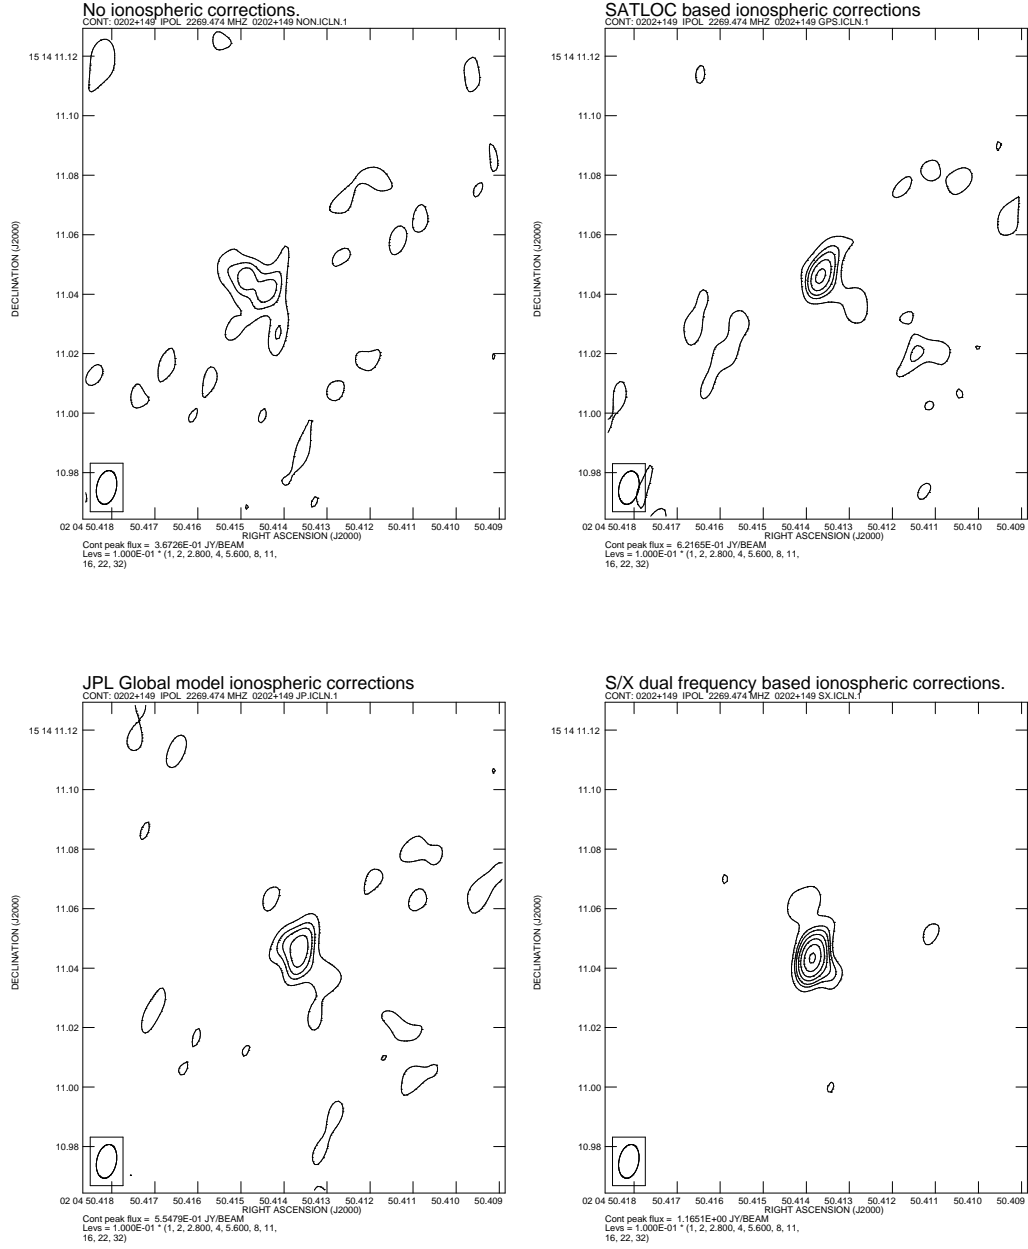 No ionospheric corrections.
CONT: 0202+149 IPOL 2269.474 MHZ 0202+149 NON.ICLN.1
15 14 11.12
11.10
11.08
11.06
11.04
11.02
11.00
10.98
DECLINATION (J2000)
02 04 50.418 50.417 50.416 50.415 50.414 50.413 50.412 50.411 50.410 50.409
RIGHT ASCENSION (J2000)
Cont peak flux = 3.6726E-01 JY/BEAM
Levs = 1.000E-01 * (1, 2, 2.800, 4, 5.600, 8, 11,
16, 22, 32)
SATLOC based ionospheric corrections
CONT: 0202+149 IPOL 2269.474 MHZ 0202+149 GPS.ICLN.1
15 14 11.12
11.10
11.08
11.06
11.04
11.02
11.00
10.98
DECLINATION (J2000)
02 04 50.418 50.417 50.416 50.415 50.414 50.413 50.412 50.411 50.410 50.409
RIGHT ASCENSION (J2000)
Cont peak flux = 6.2165E-01 JY/BEAM
Levs = 1.000E-01 * (1, 2, 2.800, 4, 5.600, 8, 11,
16, 22, 32)
JPL Global model ionospheric corrections
CONT: 0202+149 IPOL 2269.474 MHZ 0202+149 JP.ICLN.1
15 14 11.12
11.10
11.08
11.06
11.04
11.02
11.00
10.98
DECLINATION (J2000)
02 04 50.418 50.417 50.416 50.415 50.414 50.413 50.412 50.411 50.410 50.409
RIGHT ASCENSION (J2000)
Cont peak flux = 5.5479E-01 JY/BEAM
Levs = 1.000E-01 * (1, 2, 2.800, 4, 5.600, 8, 11,
16, 22, 32)
S/X dual frequency based ionospheric corrections.
CONT: 0202+149 IPOL 2269.474 MHZ 0202+149 SX.ICLN.1
15 14 11.12
11.10
11.08
11.06
11.04
11.02
11.00
10.98
DECLINATION (J2000)
02 04 50.418 50.417 50.416 50.415 50.414 50.413 50.412 50.411 50.410 50.409
RIGHT ASCENSION (J2000)
Cont peak flux = 1.1651E+00 JY/BEAM
Levs = 1.000E-01 * (1, 2, 2.800, 4, 5.600, 8, 11,
16, 22, 32)